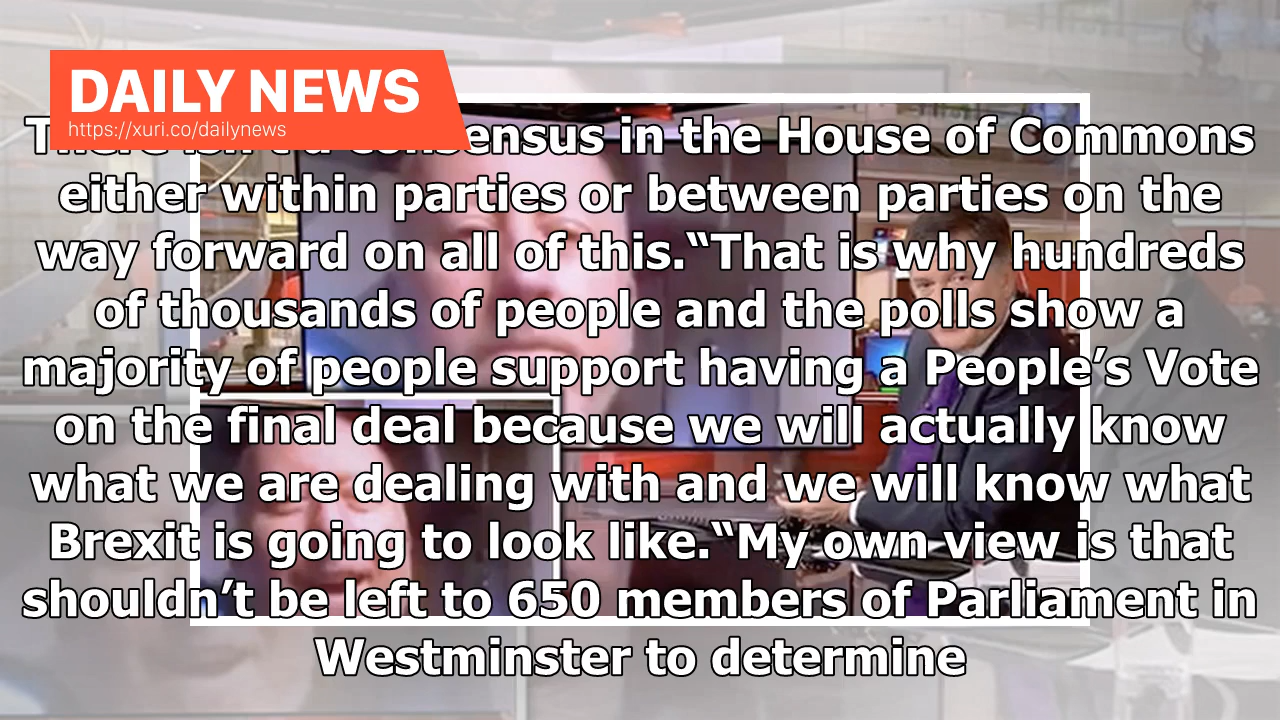 DAILY NEWS
https://xuri.co/dailynews
There isn't a consensus in the House of Commons
either within parties or between parties on the
way forward on all of this.“That is why hundreds
of thousands of people and the polls show a
majority of people support having a People’s Vote
on the final deal because we will actually know
what we are dealing with and we will know what
Brexit is going to look like.“My own view is that
shouldn’t be left to 650 members of Parliament in
Westminster to determine